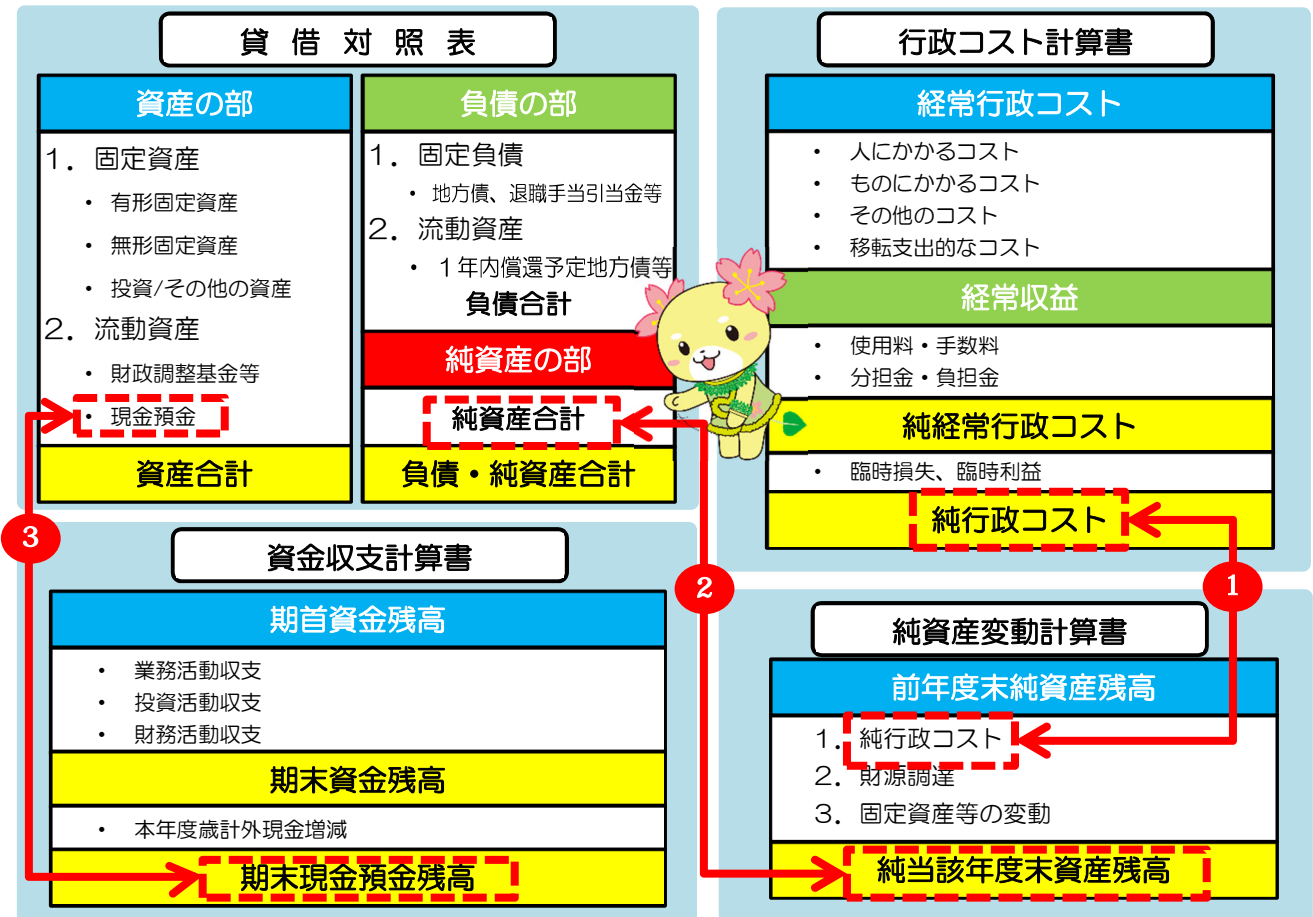 貸借対照表
資産の部
1．固定資産
・ 有形固定資産
・ 無形固定資産
・ 投資/その他の資産
2．流動資産
・ 財政調整基金等
・ 現金預金
資産合計
負債の部
1．固定負債
・ 地方債、退職手当引当金等
2．流動資産
・ 1年内償還予定地方債等
負債合計
純資産の部
純資産合計
負債・純資産合計
行政コスト計算書
経常行政コスト
・ 人にかかるコスト
・ ものにかかるコスト
・ その他のコスト
・ 移転支出的なコスト
経常収益
・ 使用料・手数料
・ 分担金・負担金
純経常行政コスト
・ 臨時損失、臨時利益
純行政コスト
3
2
1
資金収支計算書
期首資金残高
・ 業務活動収支
・ 投資活動収支
・ 財務活動収支
期末資金残高
・ 本年度歳計外現金増減
期末現金預金残高
純資産変動計算書
前年度末純資産残高
1．純行政コスト
2．財源調達
3．固定資産等の変動
純当該年度末資産残高